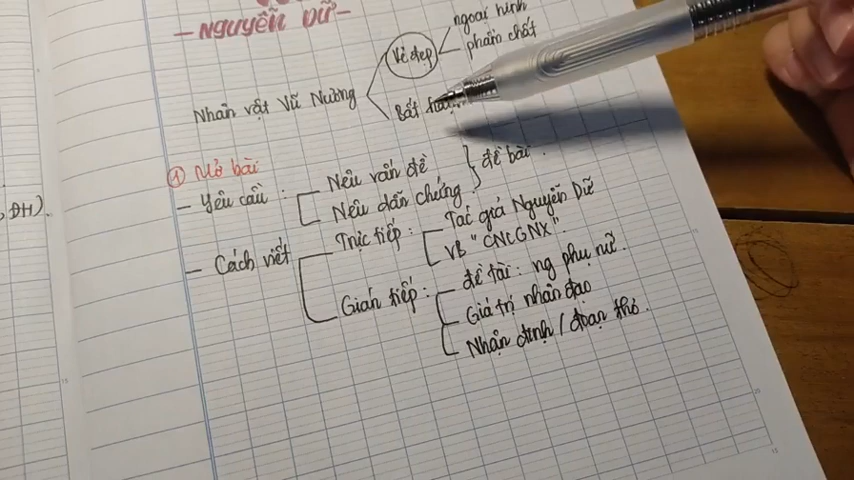 - NGUYỄN DỮ -
Nhân vật Vũ Nương
Vẻ đẹp
ngoại hình
phẩm chất
Bất
① Mở bài
- Yêu cầu :
Nêu vấn đề
Nêu dẫn chứng
đề bài .
- Cách viết
Trực tiếp :
Tác giả Nguyễn Dữ
VB "CNCGNX".
Gián tiếp :
đề tài : ng phụ nữ .
Giá trị nhân đạo
Nhận định / đoạn thơ .
, ĐH)